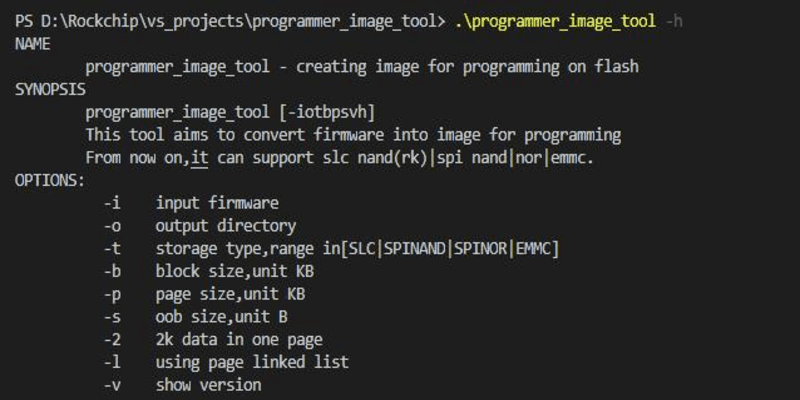 PS D:\Rockchip\vs_projects\programmer_image_tool> .\programmer_image_tool -h
NAME
programmer_image_tool - creating image for programming on flash
SYNOPSIS
programmer_image_tool [-iotbpsvh]
This tool aims to convert firmware into image for programming
From now on,it can support slc nand(rk)|spi nand|nor|emmc.
OPTIONS:
-i input firmware
-o output directory
-t storage type,range in[SLC|SPINAND|SPINOR|EMMC]
-b block size,unit KB
-p page size,unit KB
-s oob size,unit B
-2 2k data in one page
-l using page linked list
-v show version